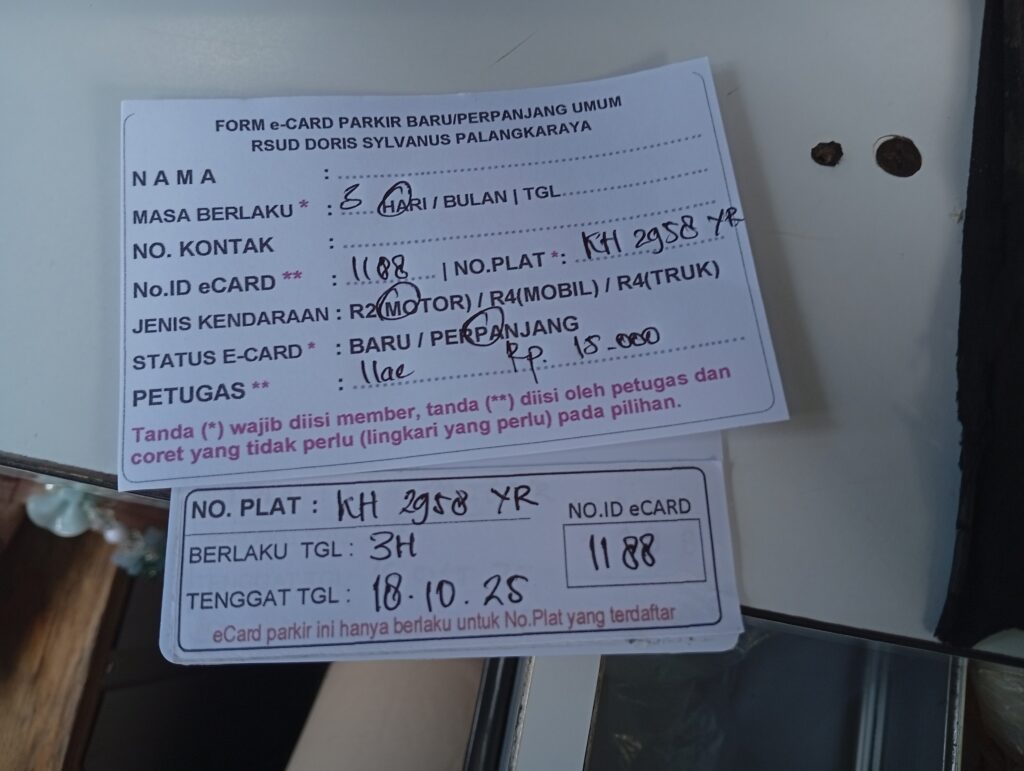 FORM e-CARD PARKIR BARU/PERPANJANG UMUM
RSUD DORIS SYLVANUS PALANGKARAYA
N A M A :
MASA BERLAKU * : 3 HARI / BULAN | TGL
NO. KONTAK :
No.ID eCARD ** : 1188 | NO.PLAT *: KH 2958 YR
JENIS KENDARAAN : R2(MOTOR) / R4(MOBIL) / R4(TRUK)
STATUS E-CARD * : BARU / PERPANJANG
PETUGAS ** : Rp. 15.000
Tanda (*) wajib diisi member, tanda (**) diisi oleh petugas dan
coret yang tidak perlu (lingkari yang perlu) pada pilihan.
NO. PLAT : KH 2958 YR
NO.ID eCARD
BERLAKU TGL : 3H
1188
TENGGAT TGL : 18.10.25
eCard parkir ini hanya berlaku untuk No.Plat yang terdaftar